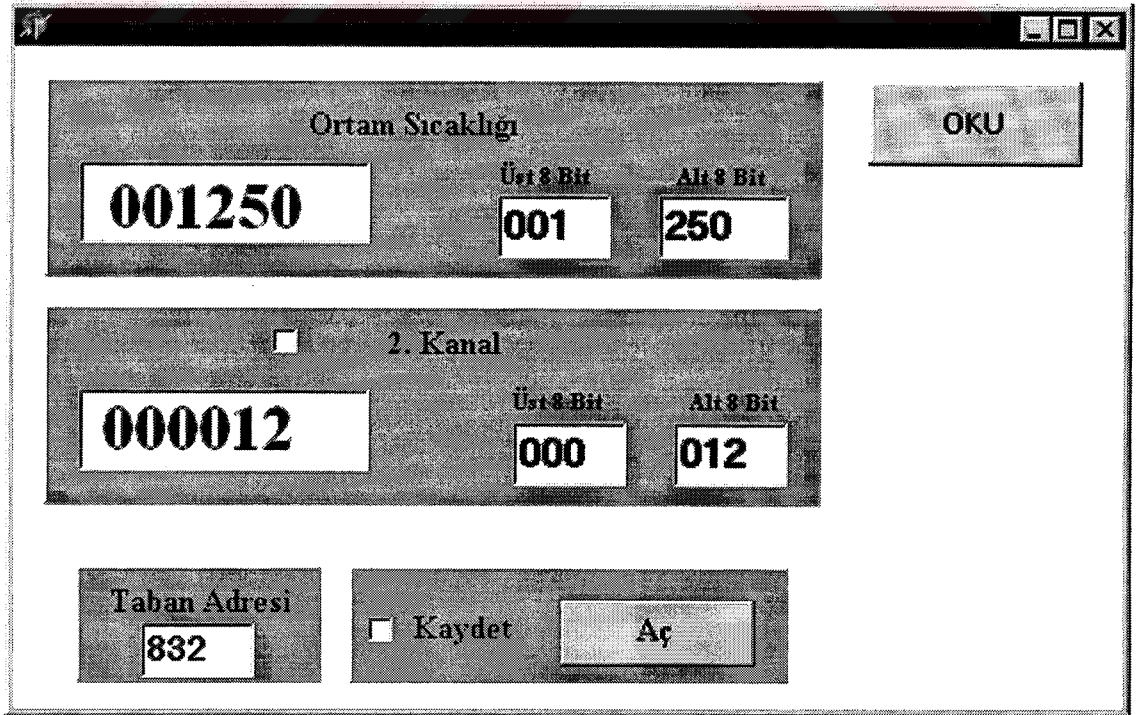 Ortam Sıcaklığı
OKU
Üst 8 Bit
Alt 8 Bit
001250
001
250
2. Kanal
Üst 8 Bit
Alt 8 Bit
000012
000
012
Taban Adresi
832
Kaydet
Aç